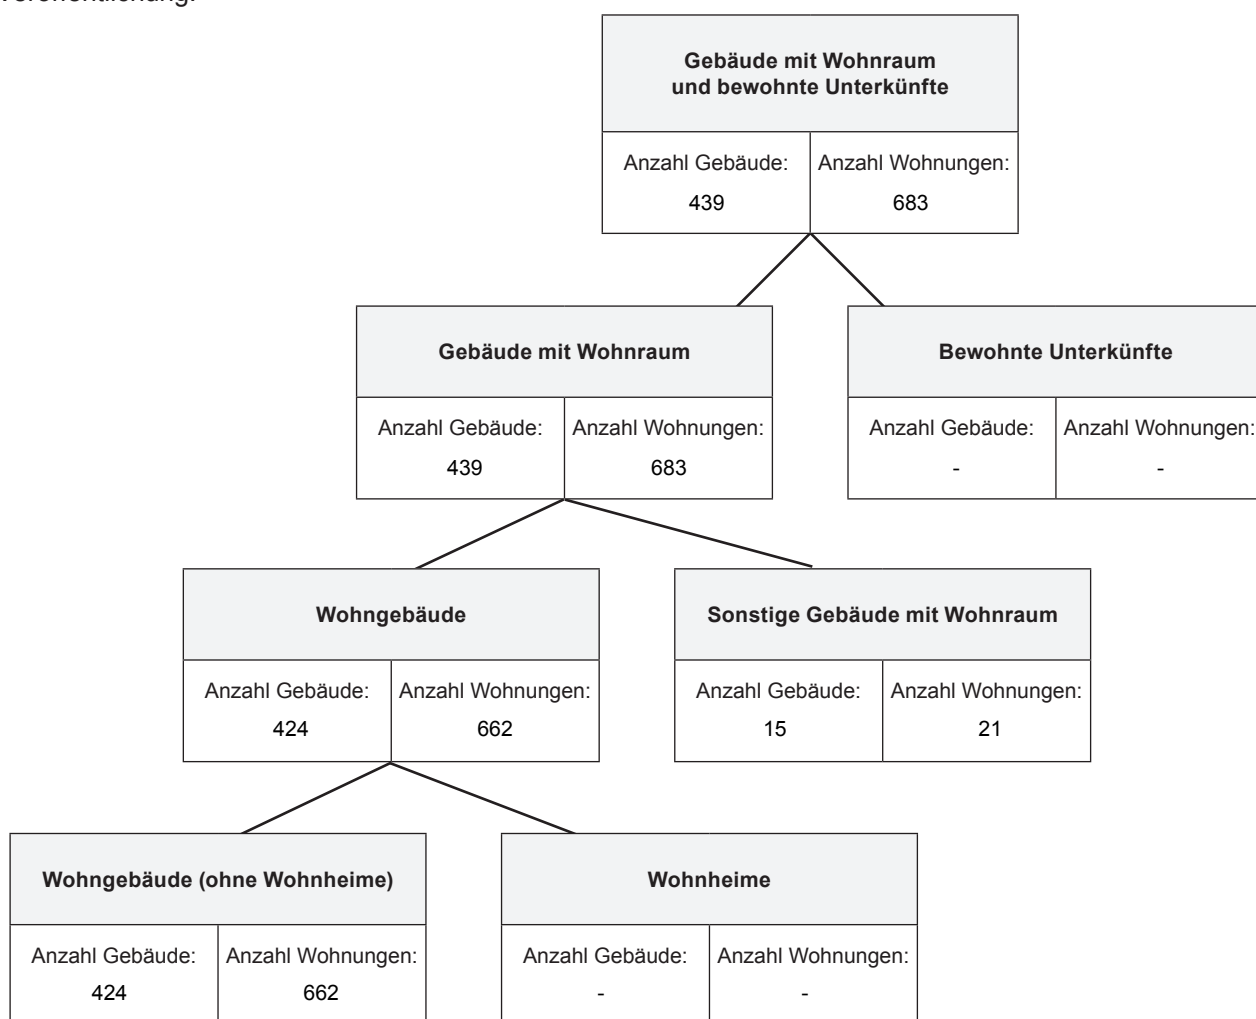 Veröffentlichung.
Gebäude mit Wohnraum
und bewohnte Unterkünfte
Anzahl Gebäude: Anzahl Wohnungen:
439 683
Gebäude mit Wohnraum
Anzahl Gebäude: Anzahl Wohnungen:
439 683
Bewohnte Unterkünfte
Anzahl Gebäude: Anzahl Wohnungen:
- -
Wohngebäude
Anzahl Gebäude: Anzahl Wohnungen:
424 662
Sonstige Gebäude mit Wohnraum
Anzahl Gebäude: Anzahl Wohnungen:
15 21
Wohngebäude (ohne Wohnheime)
Anzahl Gebäude: Anzahl Wohnungen:
424 662
Wohnheime
Anzahl Gebäude: Anzahl Wohnungen:
- -